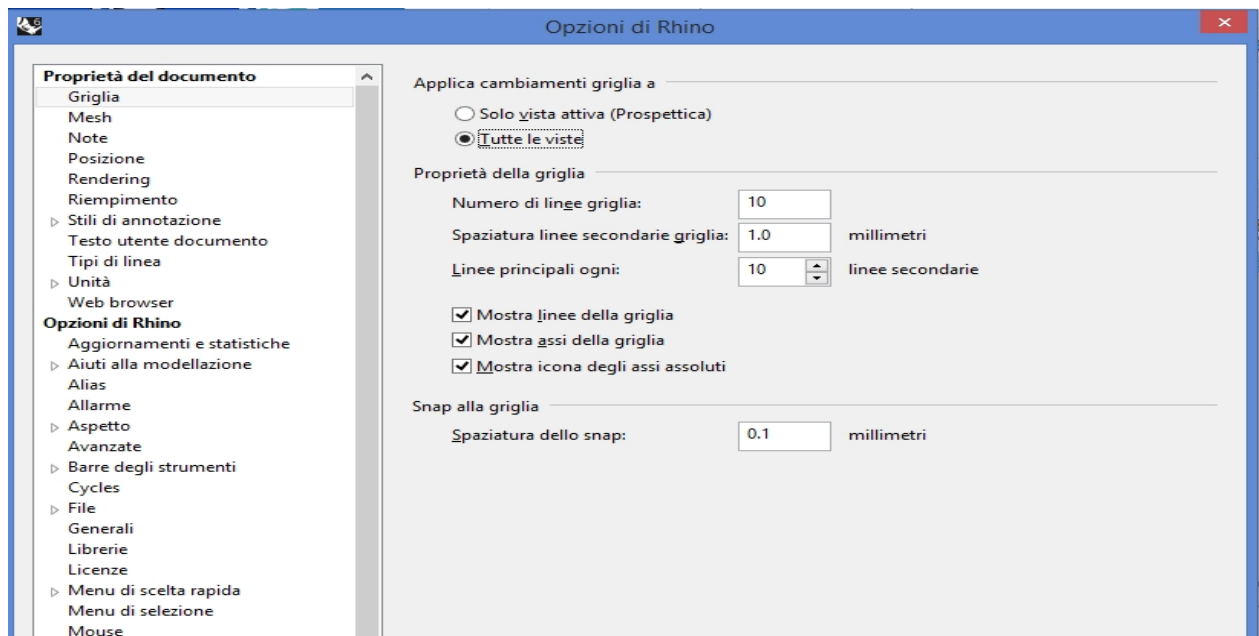 Opzioni di Rhino
Proprietà del documento
Griglia
Mesh
Note
Posizione
Rendering
Riempimento
Stili di annotazione
Testo utente documento
Tipi di linea
Unità
Web browser
Opzioni di Rhino
Aggiornamenti e statistiche
Aiuti alla modellazione
Alias
Allarme
Aspetto
Avanzate
Barre degli strumenti
Cycles
File
Generali
Librerie
Licenze
Menu di scelta rapida
Menu di selezione
Mouse
Applica cambiamenti griglia a
Solo vista attiva (Prospettica)
Tutte le viste
Proprietà della griglia
Numero di linee griglia: 10
Spaziatura linee secondarie griglia: 1.0 millimetri
Linee principali ogni: 10 linee secondarie
Mostra linee della griglia
Mostra assi della griglia
Mostra icona degli assi assoluti
Snap alla griglia
Spaziatura dello snap: 0.1 millimetri